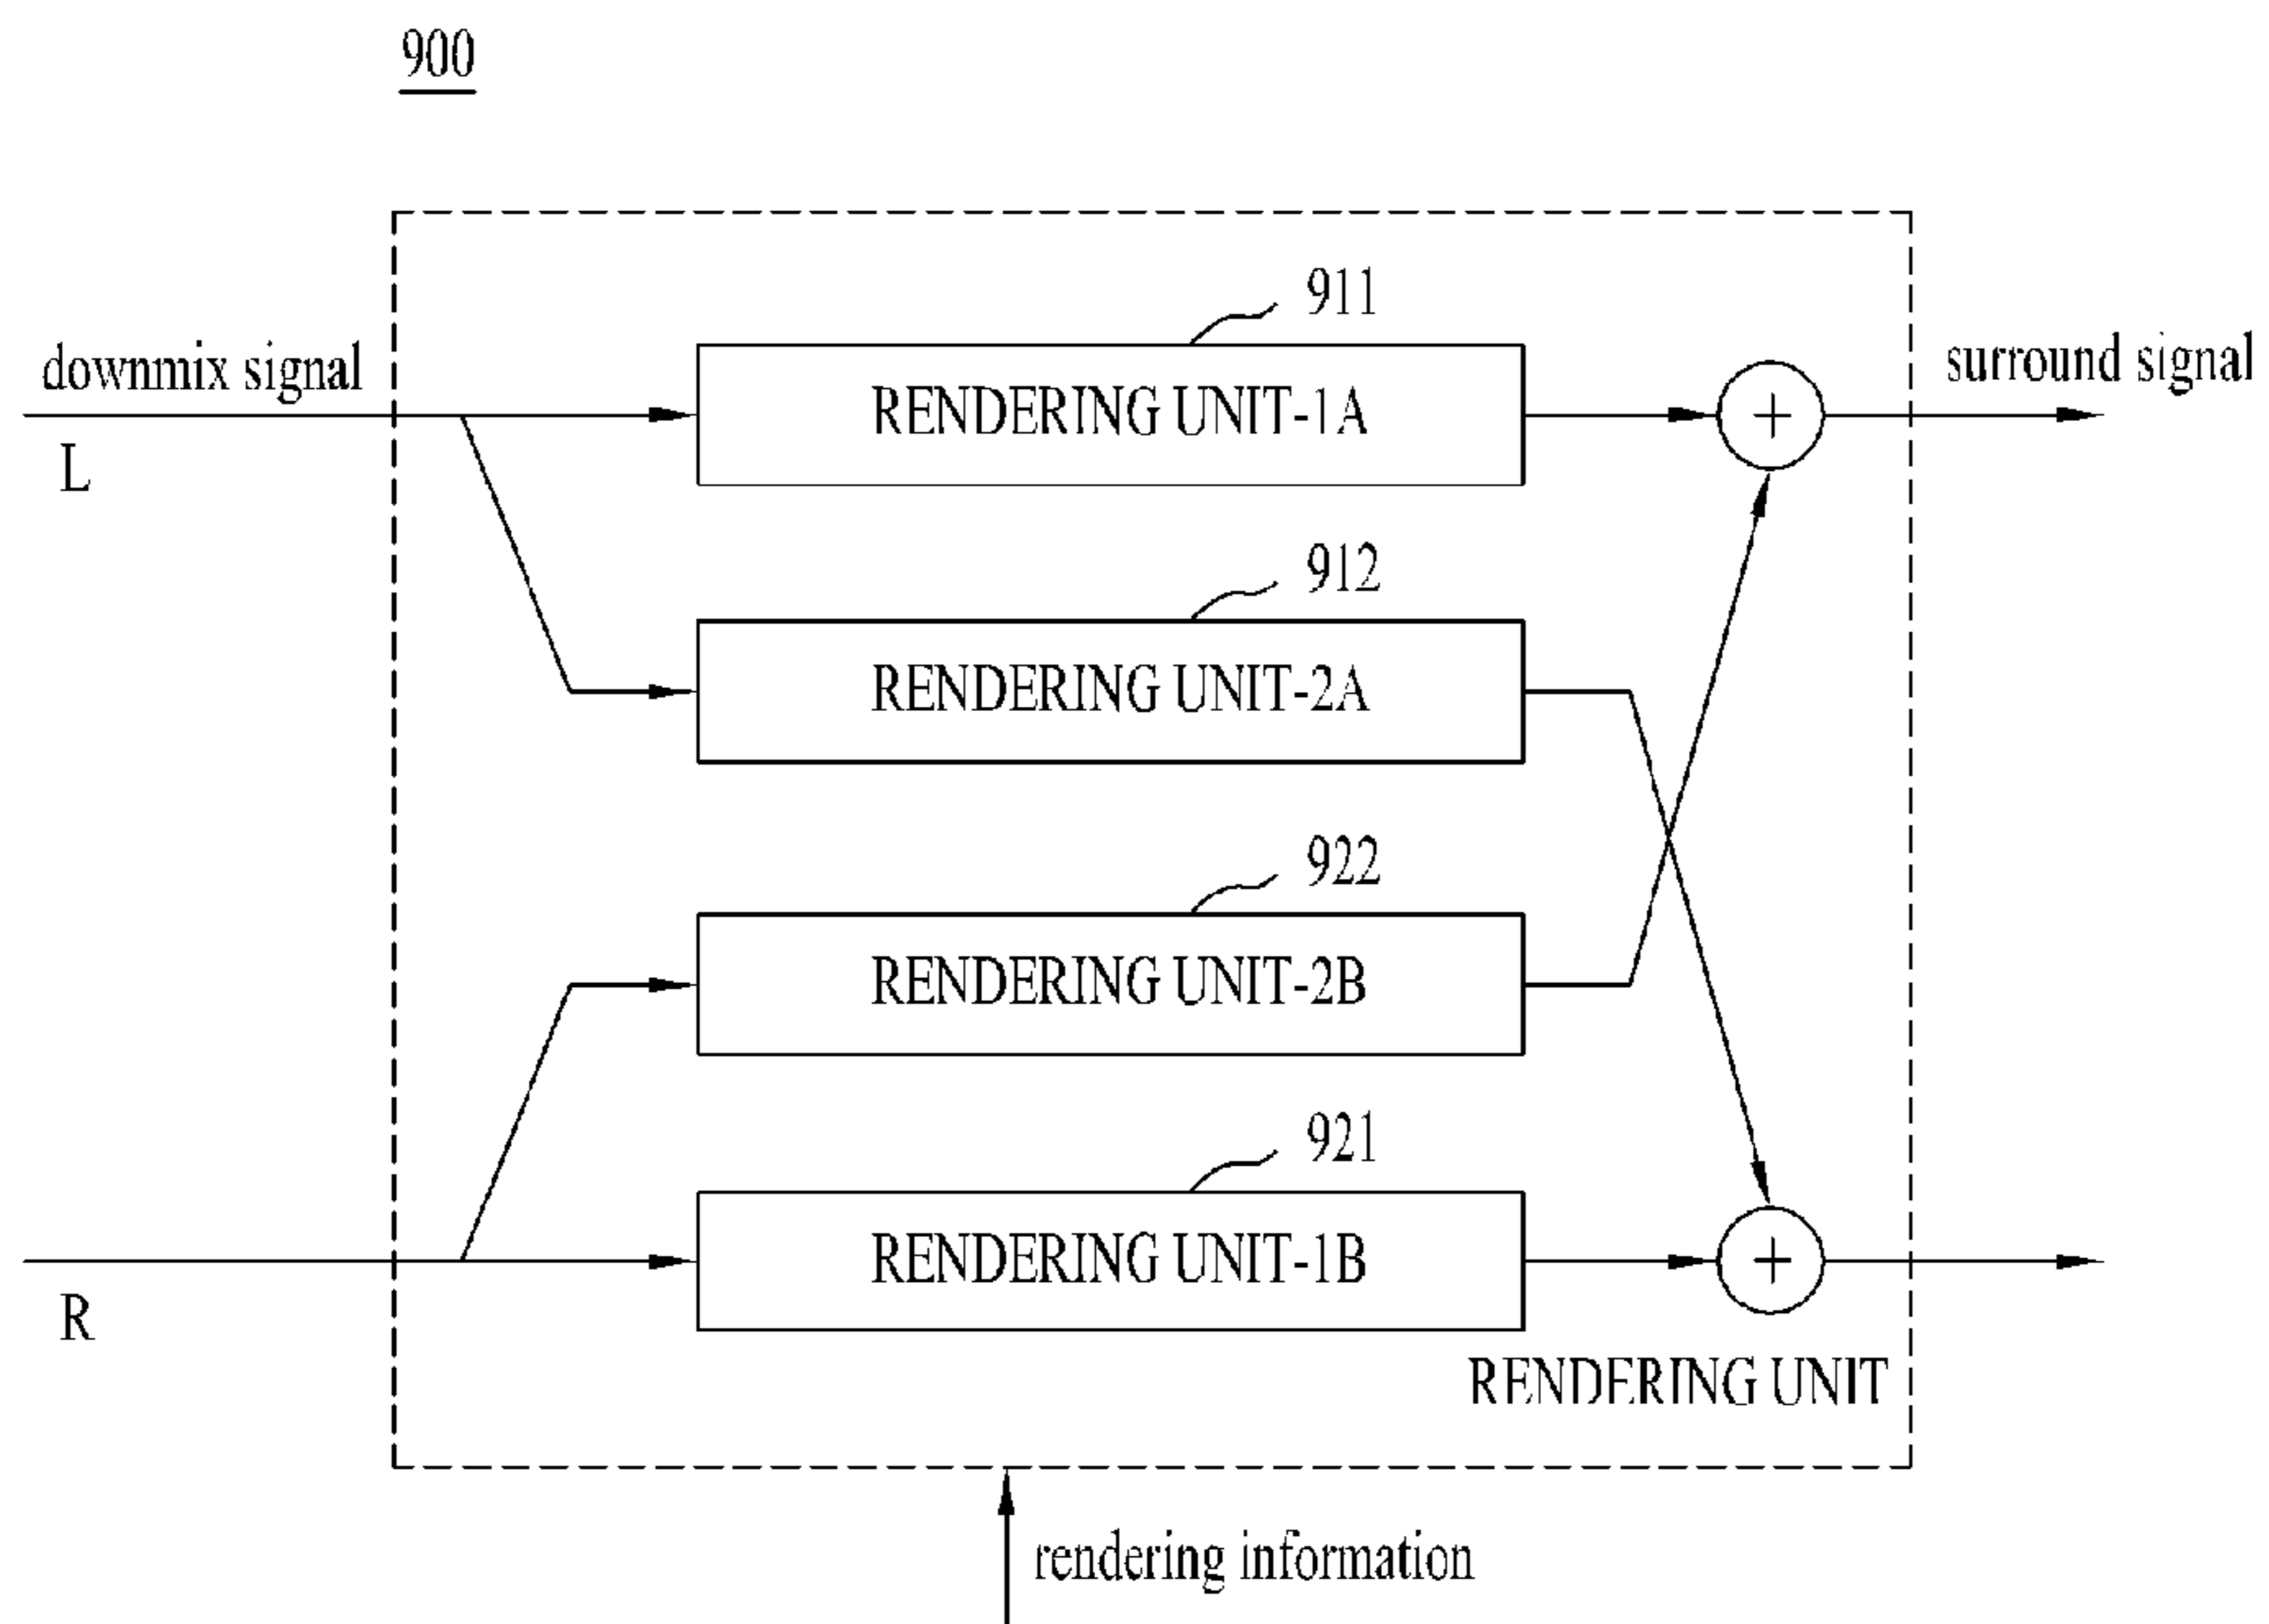 900
911
downmix signal
RENDERING UNIT-1A
+
surround signal
L
912
RENDERING UNIT-2A
922
RENDERING UNIT-2B
921
RENDERING UNIT-1B
+
R
RENDERING UNIT
rendering information